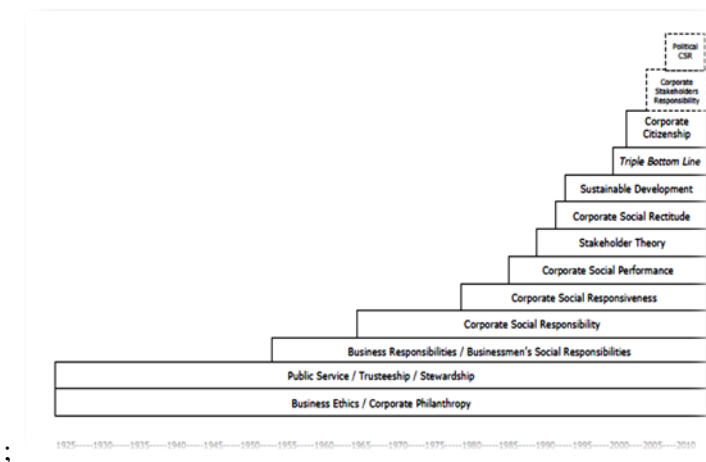 Political
CSR
Corporate
Stakeholders
Responsibility
Corporate
Citizenship
Triple Bottom Line
Sustainable Development
Corporate Social Rectitude
Stakeholder Theory
Corporate Social Performance
Corporate Social Responsiveness
Corporate Social Responsibility
Business Responsibilities / Businessmen's Social Responsibilities
Public Service / Trusteeship / Stewardship
Business Ethics / Corporate Philanthropy
; 1925-----1930-----1935-----1940-----1945-----1950-----1955-----1960-----1965-----1970-----1975-----1980-----1985-----1990-----1995-----2000-----2005-----2010